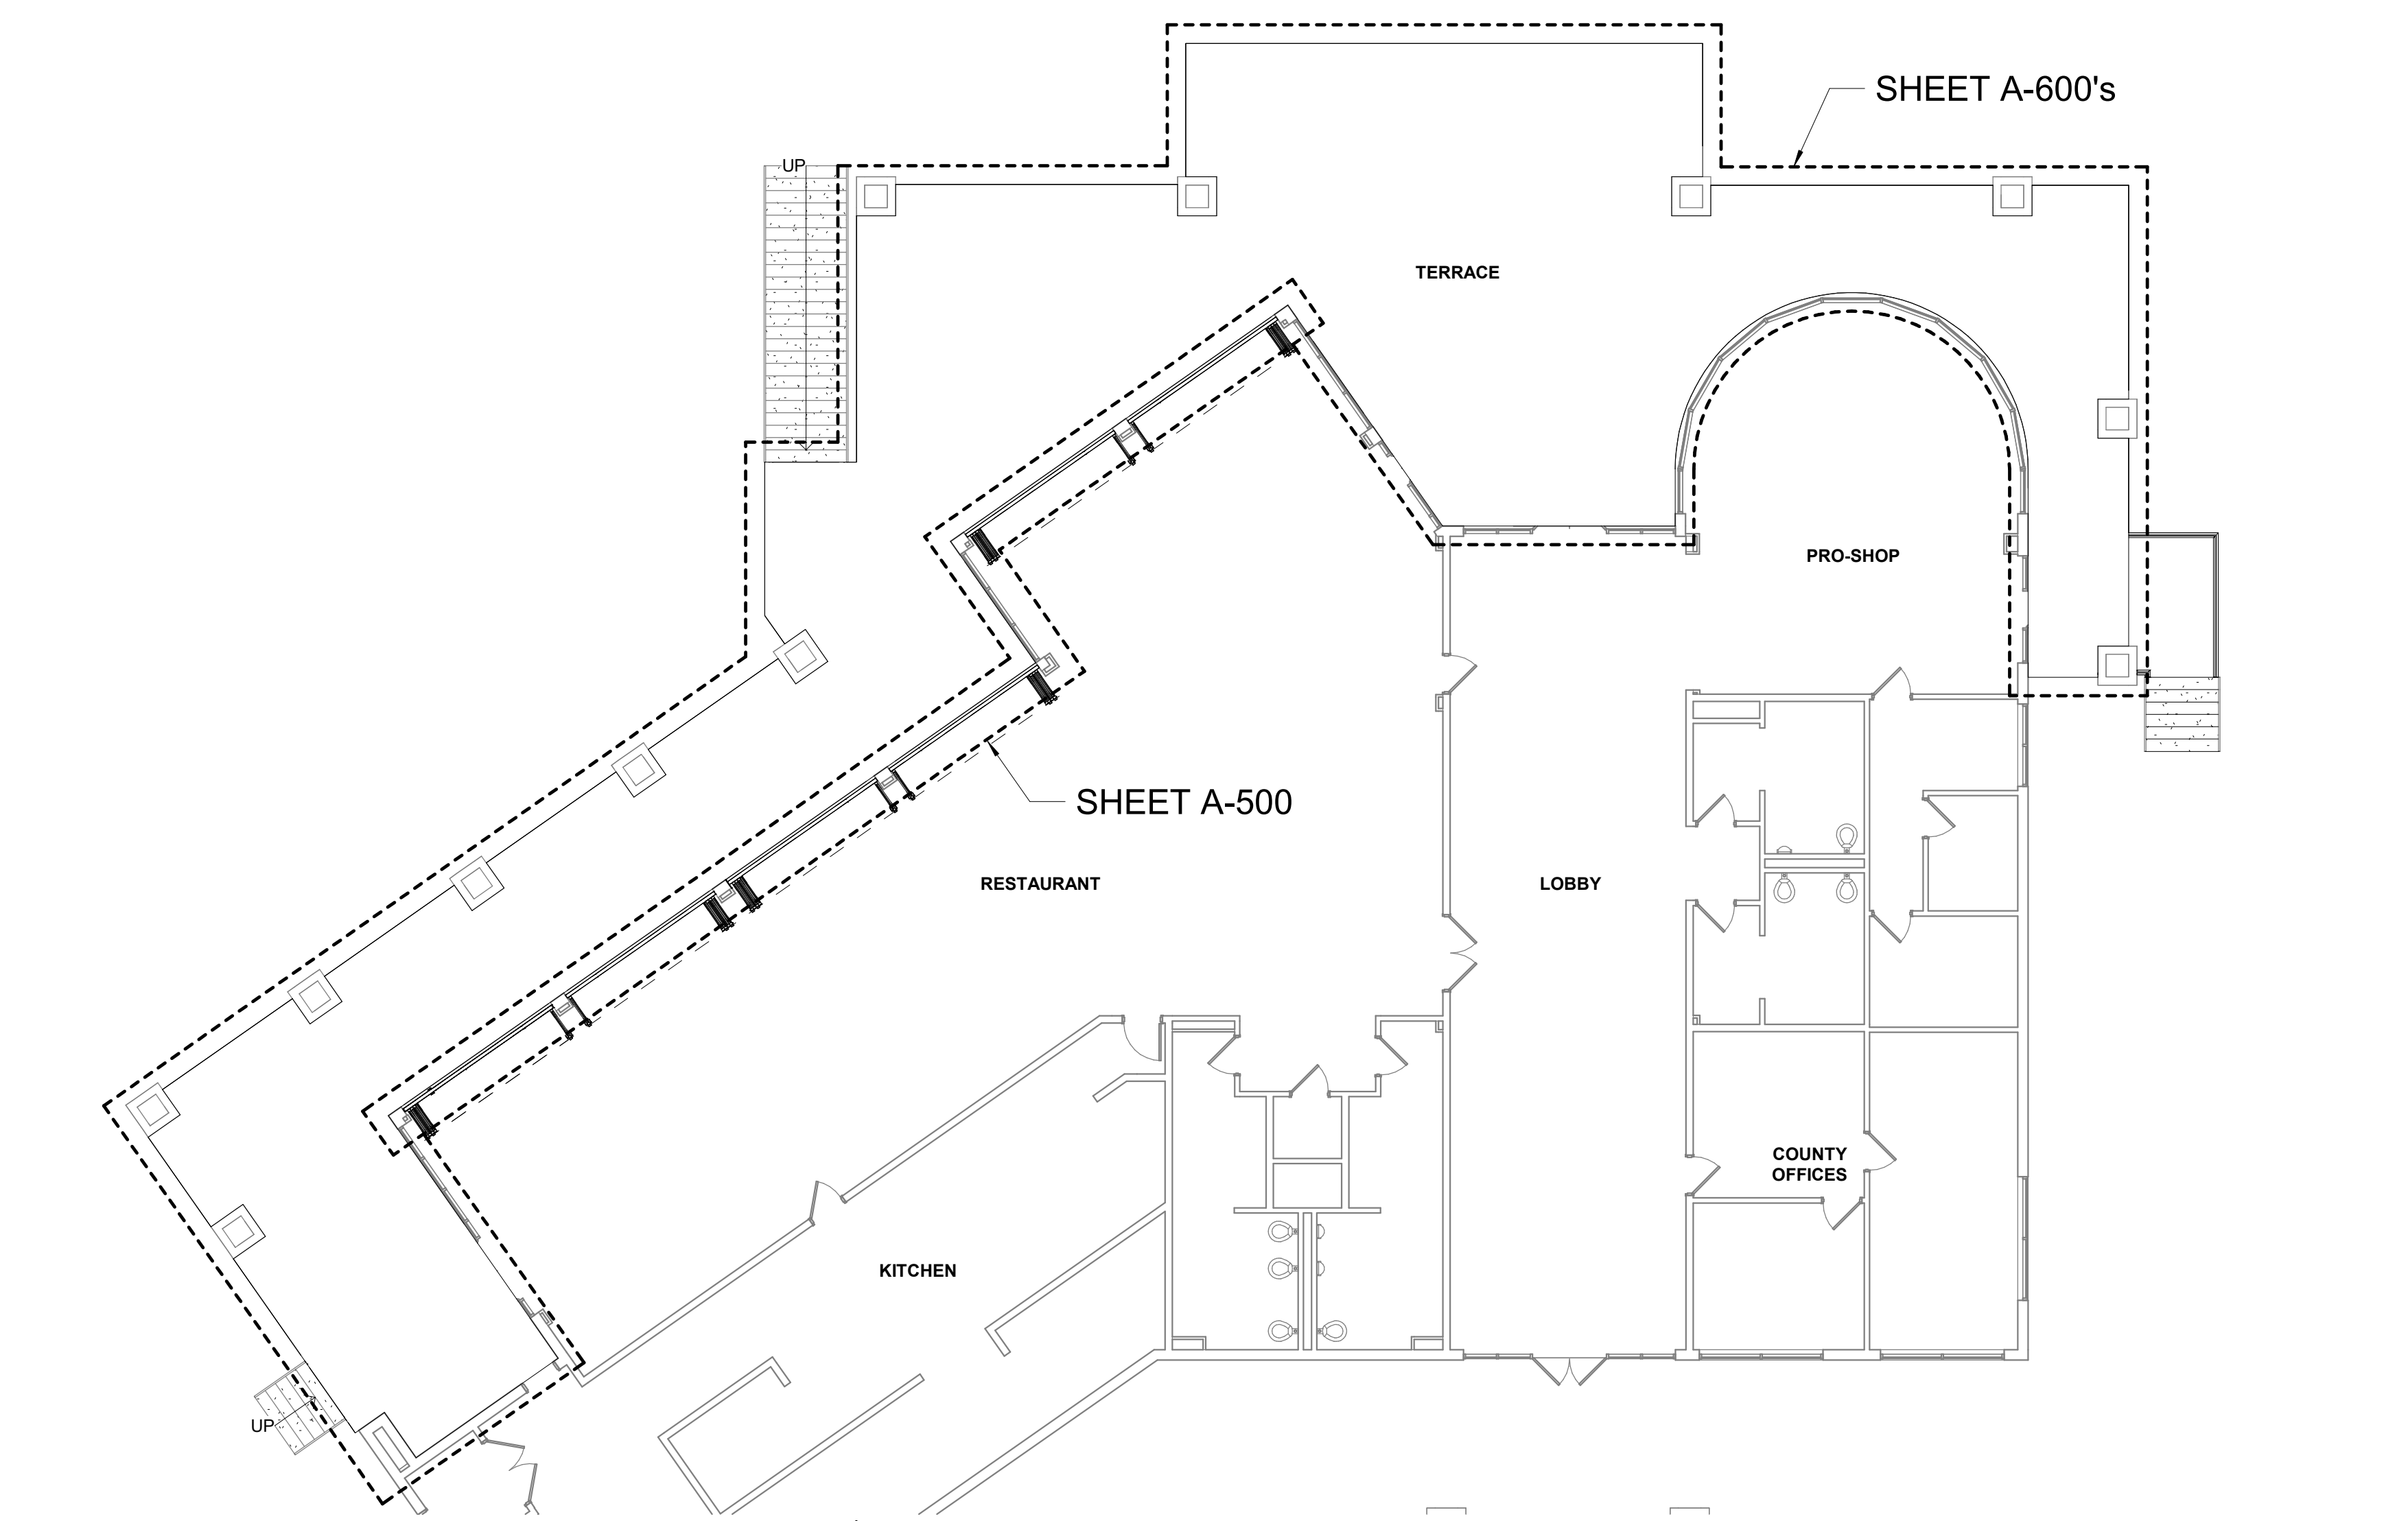 SHEET A-600's
UP
TERRACE
PRO-SHOP
SHEET A-500
RESTAURANT
LOBBY
COUNTY
OFFICES
KITCHEN
UP